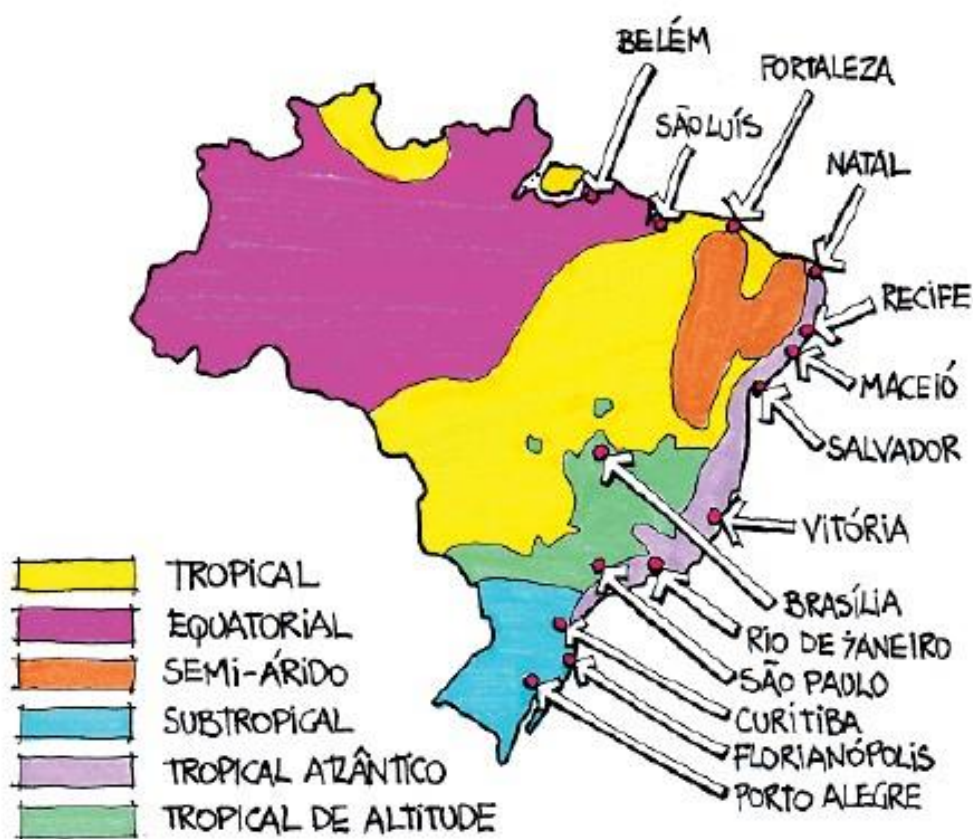 BELÉM
FORTALEZA
SÃO LUÍS
NATAL
RECIFE
MACEIÓ
SALVADOR
VITÓRIA
BRASÍLIA
RIO DE JANEIRO
SÃO PAULO
CURITIBA
FLORIANÓPOLIS
PORTO ALEGRE
TROPICAL
EQUATORIAL
SEMI-ÁRIDO
SUBTROPICAL
TROPICAL ATLÂNTICO
TROPICAL DE ALTITUDE